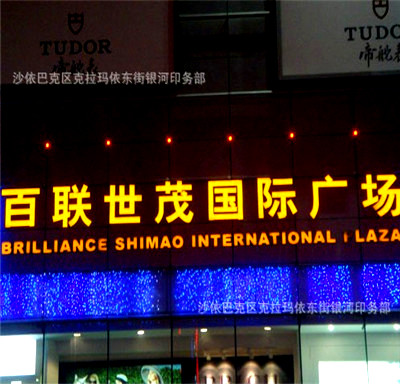 TUDOR
帝舵表
TUDOR
帝舵表
沙依巴克区克拉玛依东街银河印务部
百联世茂国际广场
BRILLIANCE SHIMAO INTERNATIONAL LAZA
沙依巴克区克拉玛依东街银河印务部